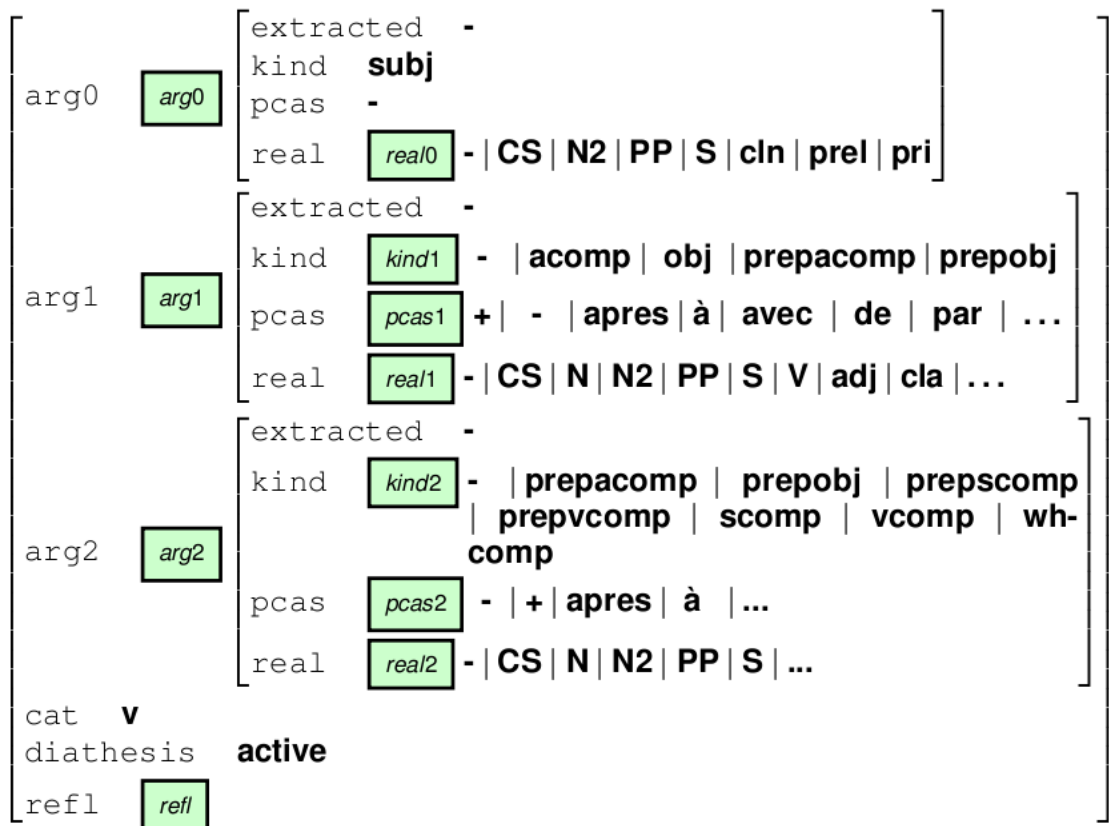 extracted -
kind subj
arg0 arg0
pcas -
real real0 - | CS | N2 | PP | S | cln | prel | pri
extracted -
kind kind1 - | acomp | obj | prepacomp | prepobj
arg1 arg1
pcas pcas1 + | - | apres | à | avec | de | par | ...
real real1 - | CS | N | N2 | PP | S | V | adj | cla | ...
extracted -
kind kind2 - | prepacomp | prepobj | prepscomp
| prepvcomp | scomp | vcomp | wh-
comp
arg2 arg2
pcas pcas2 - | + | apres | à | ...
real real2 - | CS | N | N2 | PP | S | ...
cat v
diathesis active
refl refl